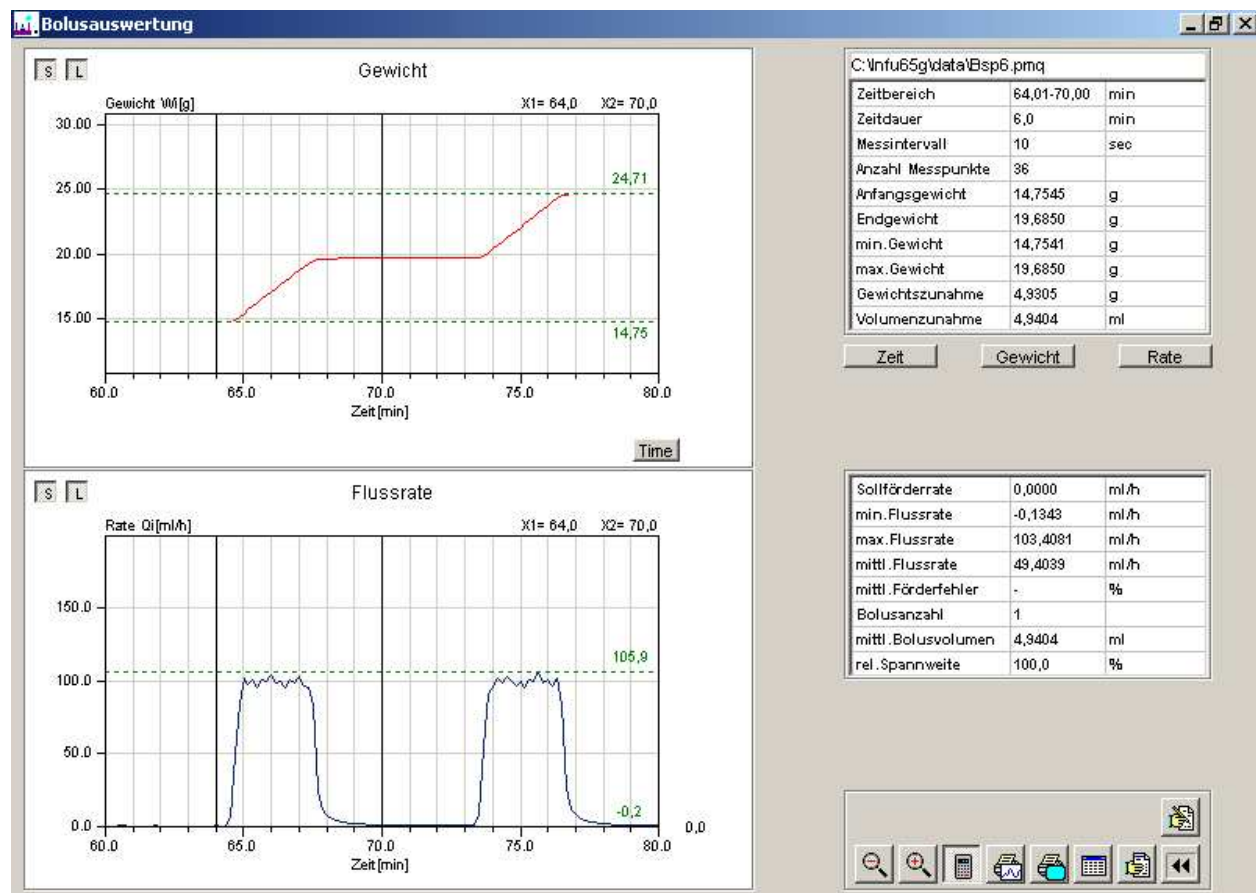 Bolusauswertung
S L Gewicht
Gewicht Wi[g] X1= 64,0 X2= 70,0
30.00
25.00
24,71
20.00
15.00
14,75
60.0 65.0 70.0 75.0 80.0
Zeit[min]
Time
S L Flussrate
Rate Qi[ml/h] X1= 64,0 X2= 70,0
150.0
105,9
100.0
50.0
-0,2
0.0 0,0
60.0 65.0 70.0 75.0 80.0
Zeit[min]
C:\Infu65g\data\Bsp6.pmq
Zeitbereich 64,01-70,00 min
Zeitdauer 6,0 min
Messintervall 10 sec
Anzahl Messpunkte 36
Anfangsgewicht 14,7545 g
Endgewicht 19,6850 g
min.Gewicht 14,7541 g
max.Gewicht 19,6850 g
Gewichtszunahme 4,9305 g
Volumenzunahme 4,9404 ml
Zeit Gewicht Rate
Sollförderrate 0,0000 ml/h
min.Flussrate -0,1343 ml/h
max.Flussrate 103,4081 ml/h
mittl.Flussrate 49,4039 ml/h
mittl.Förderfehler - %
Bolusanzahl 1
mittl.Bolusvolumen 4,9404 ml
rel.Spannweite 100,0 %